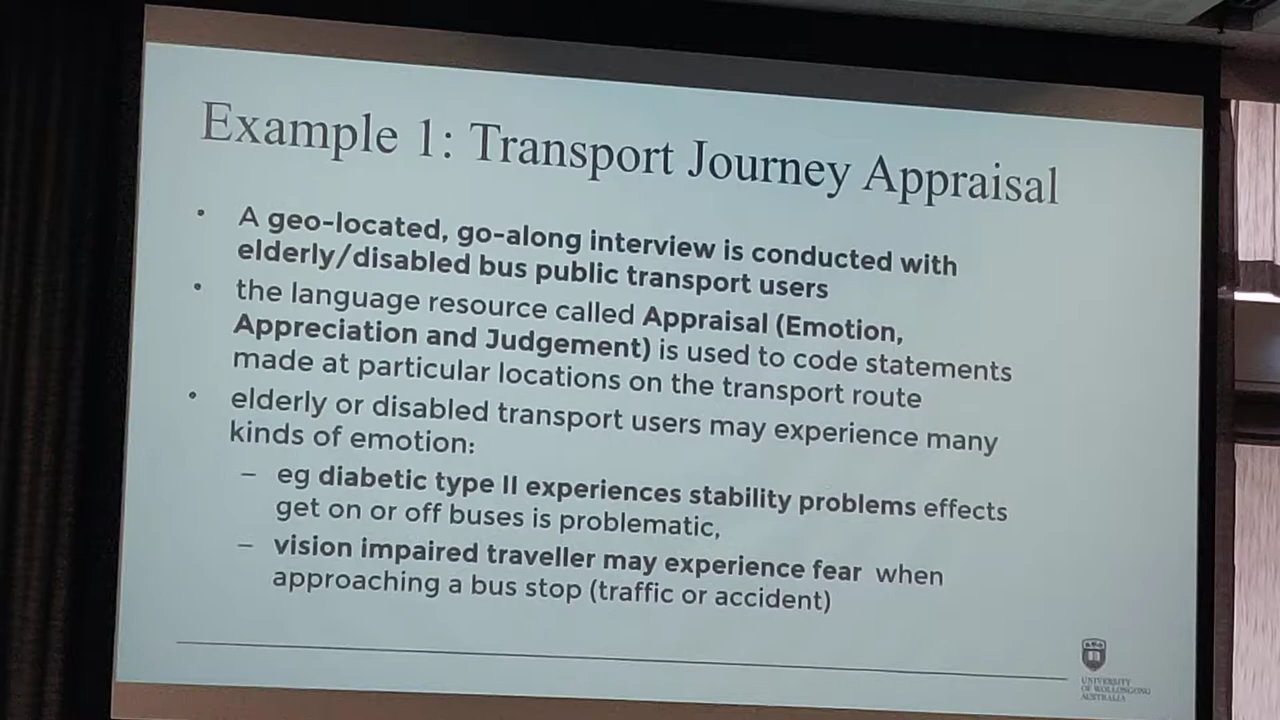 Example 1: Transport Journey Appraisal
• A geo-located, go-along interview is conducted with
elderly/disabled bus public transport users
• the language resource called Appraisal (Emotion,
Appreciation and Judgement) is used to code statements
made at particular locations on the transport route
• elderly or disabled transport users may experience many
kinds of emotion:
– eg diabetic type II experiences stability problems effects
get on or off buses is problematic,
– vision impaired traveller may experience fear when
approaching a bus stop (traffic or accident)
UNIVERSITY
OF WOLLONGONG
AUSTRALIA